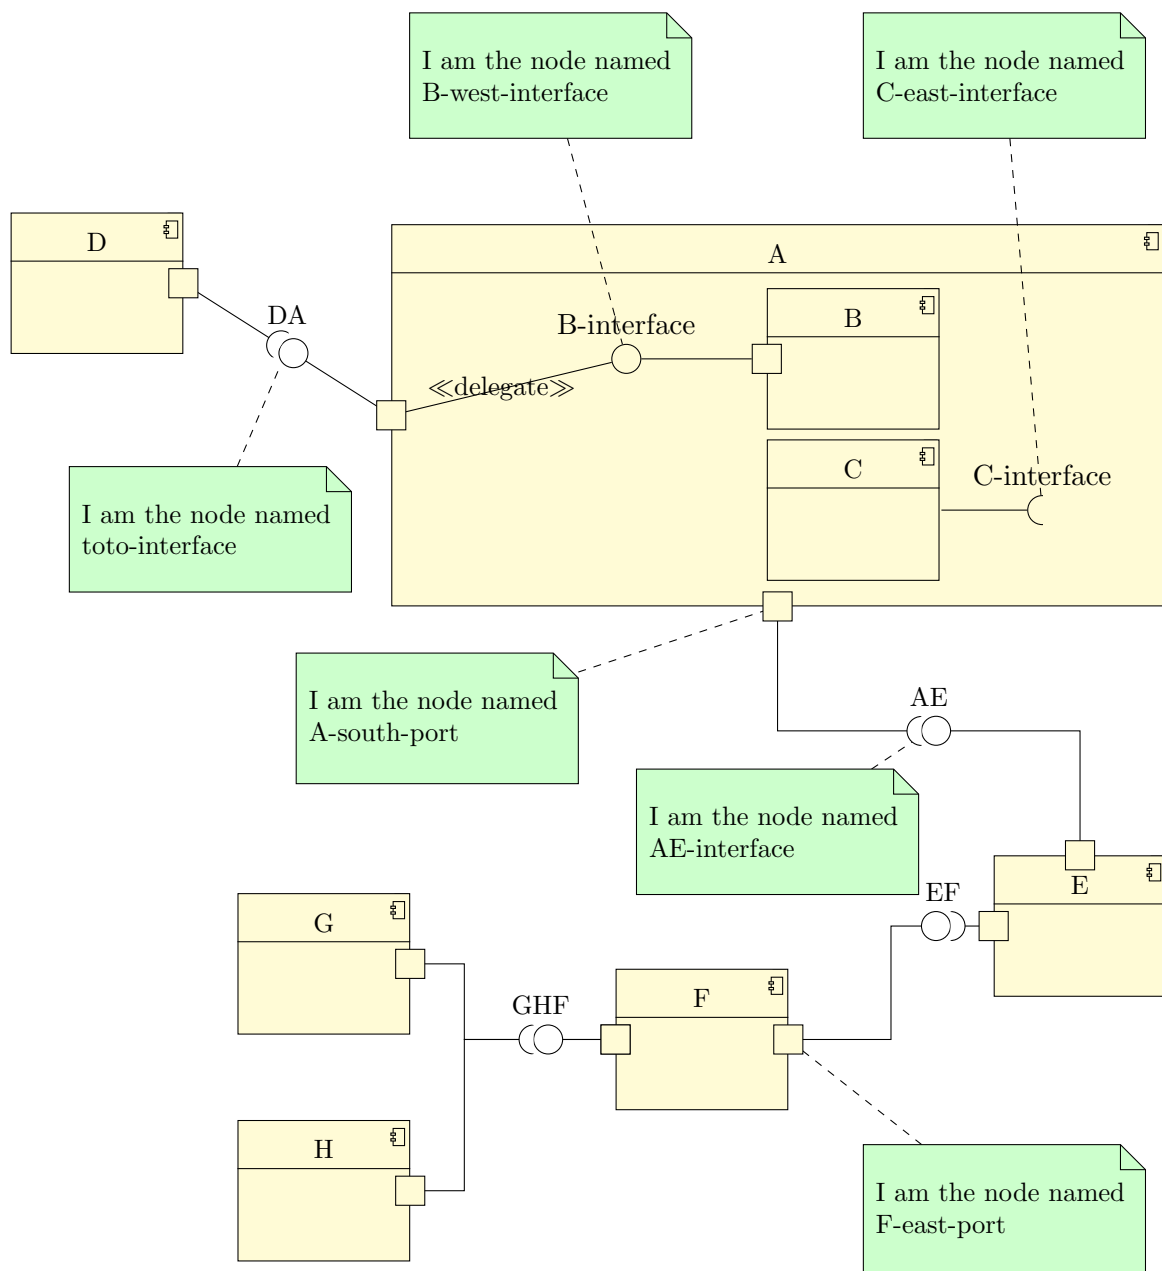 I am the node named
B-west-interface
I am the node named
C-east-interface
D
A
DA
B-interface
B
≪delegate≫
C
C-interface
I am the node named
toto-interface
I am the node named
A-south-port
AE
I am the node named
AE-interface
E
EF
G
F
GHF
H
I am the node named
F-east-port